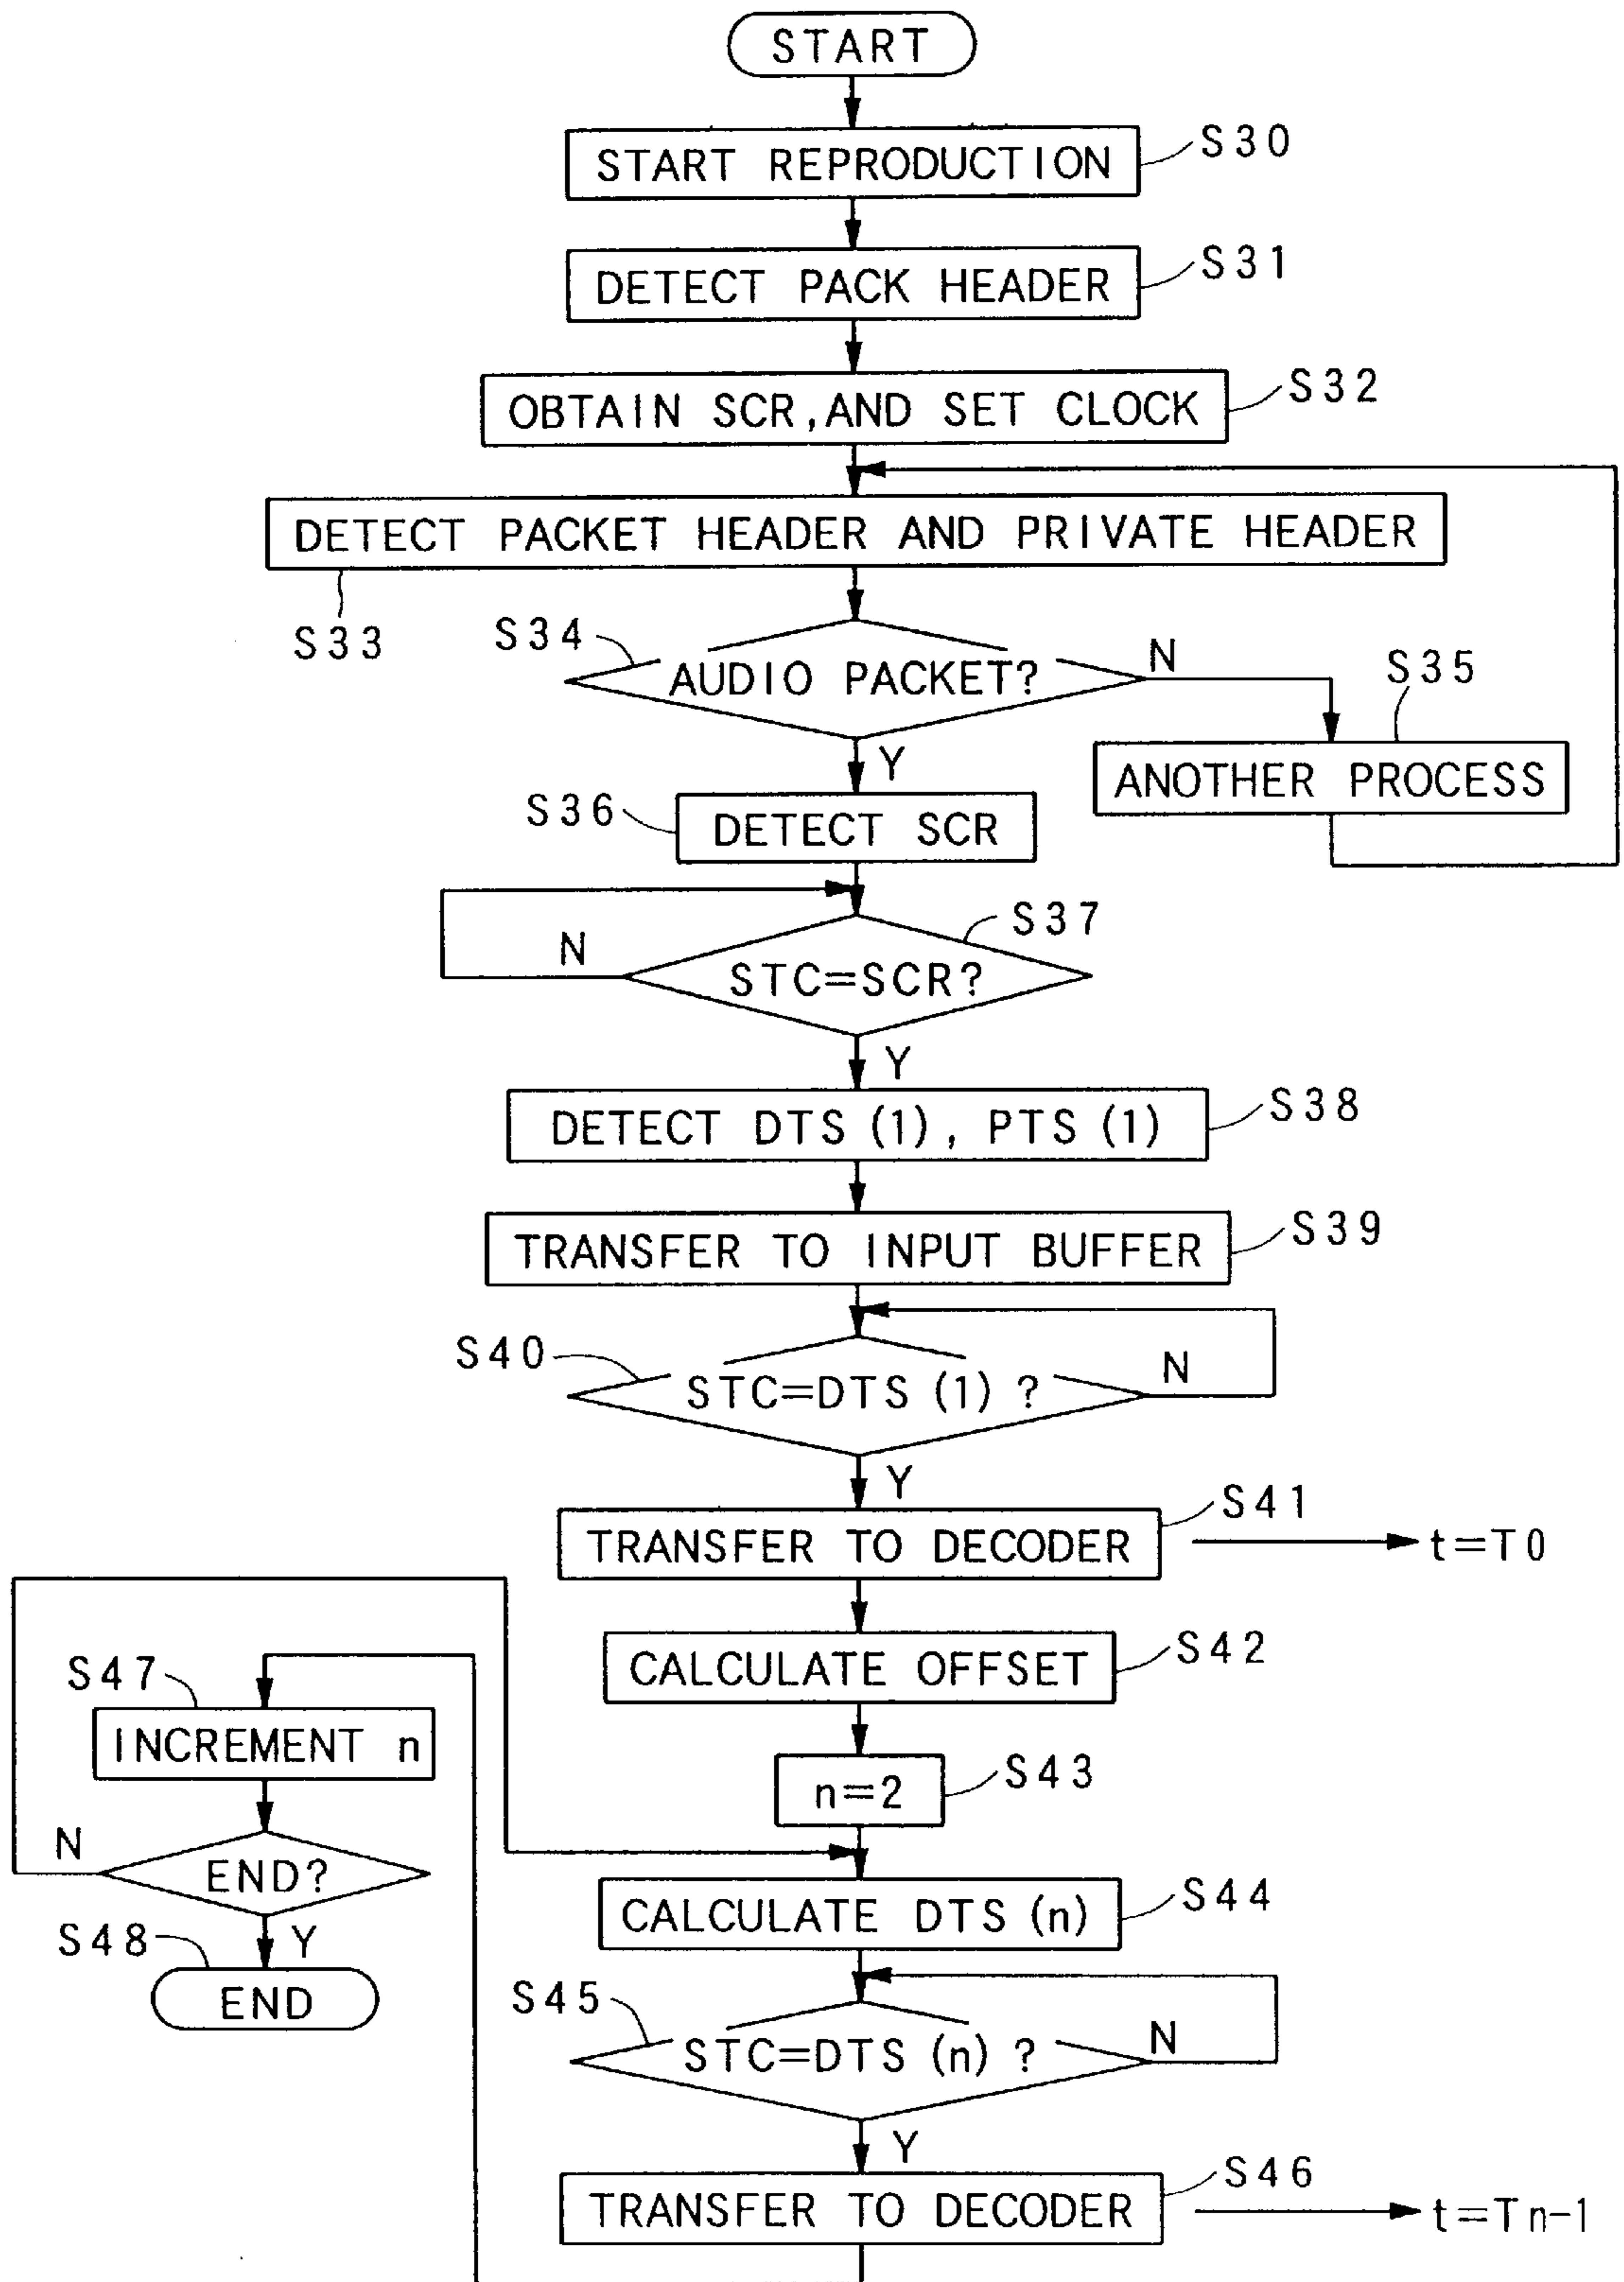 START
START REPRODUCTION
S30
DETECT PACK HEADER
S31
OBTAIN SCR,AND SET CLOCK
S32
DETECT PACKET HEADER AND PRIVATE HEADER
S33
S34
AUDIO PACKET?
N
S35
ANOTHER PROCESS
Y
S36
DETECT SCR
S37
N
STC=SCR?
Y
DETECT DTS (1), PTS (1)
S38
TRANSFER TO INPUT BUFFER
S39
S40
STC=DTS (1) ?
N
Y
TRANSFER TO DECODER
S41
t=T0
CALCULATE OFFSET
S42
n=2
S43
CALCULATE DTS (n)
S44
S45
STC=DTS (n) ?
N
Y
TRANSFER TO DECODER
S46
t=Tn-1
S47
INCREMENT n
N
END?
Y
S48
END